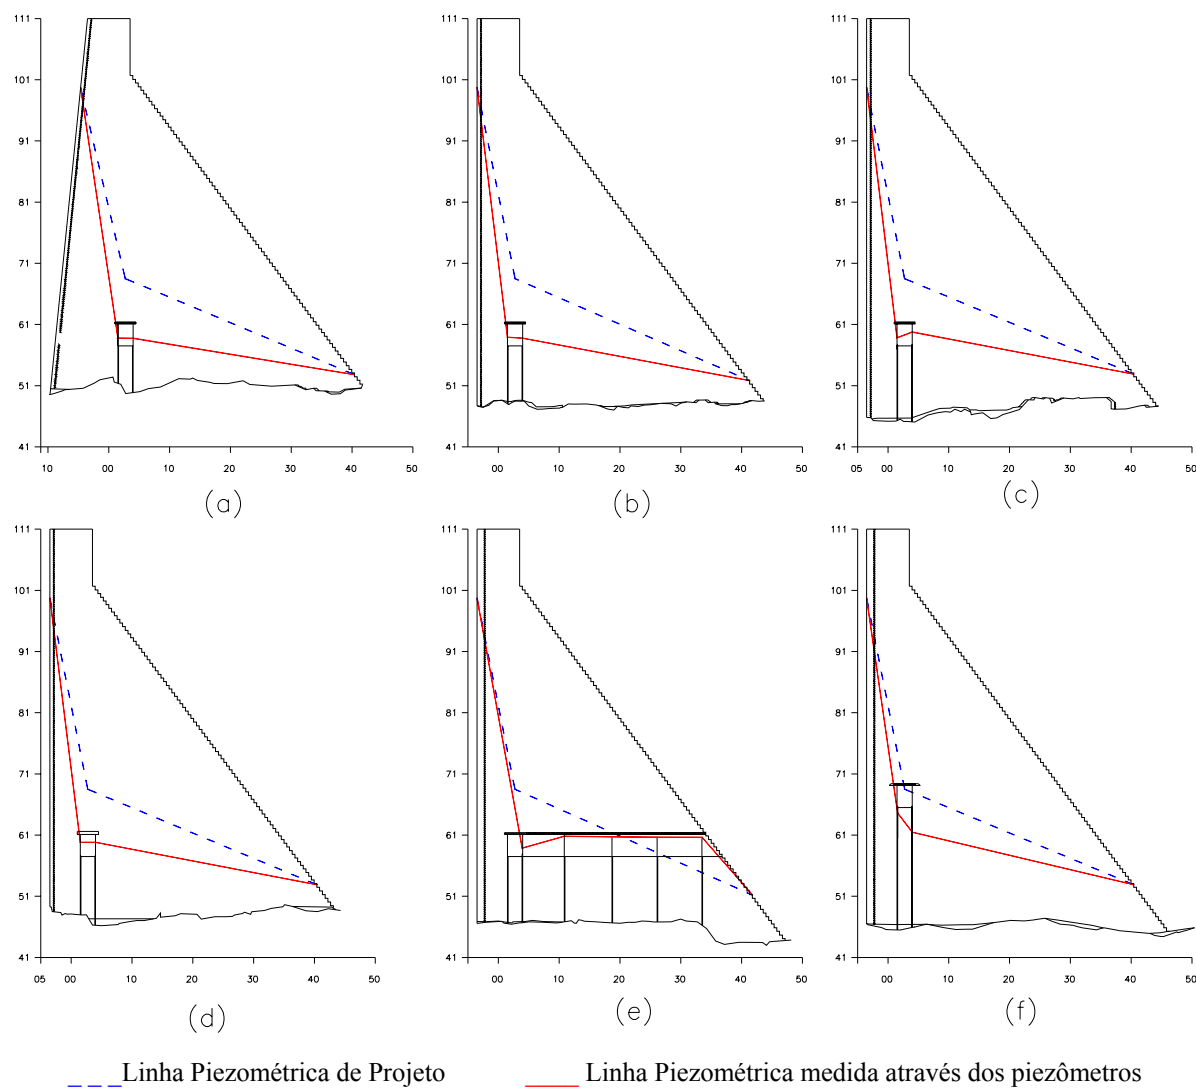 111 111 111
101 101 101
91 91 91
81 81 81
71 71 71
61 61 61
51 51 51
41 41 41
10 00 10 20 30 40 50 00 10 20 30 40 50 05 00 10 20 30 40 50
(a) (b) (c)
111 111 111
101 101 101
91 91 91
81 81 81
71 71 71
61 61 61
51 51 51
41 41 41
05 00 10 20 30 40 50 00 10 20 30 40 50 00 10 20 30 40 50
(d) (e) (f)
Linha Piezométrica de Projeto Linha Piezométrica medida através dos piezômetros